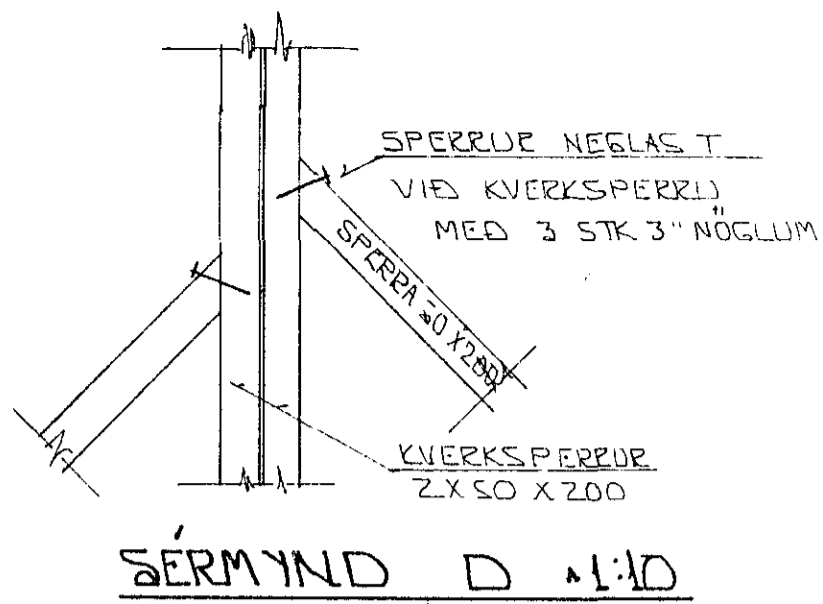 SPERRUR NEGLAST
VIÐ KVERKSPERRU
MEÐ 3 STK 3" NÖGLUM
SPERRA 50 X 200
KVERKSPERRUR
2 X 50 X 200
SÉRMYND D 1:10